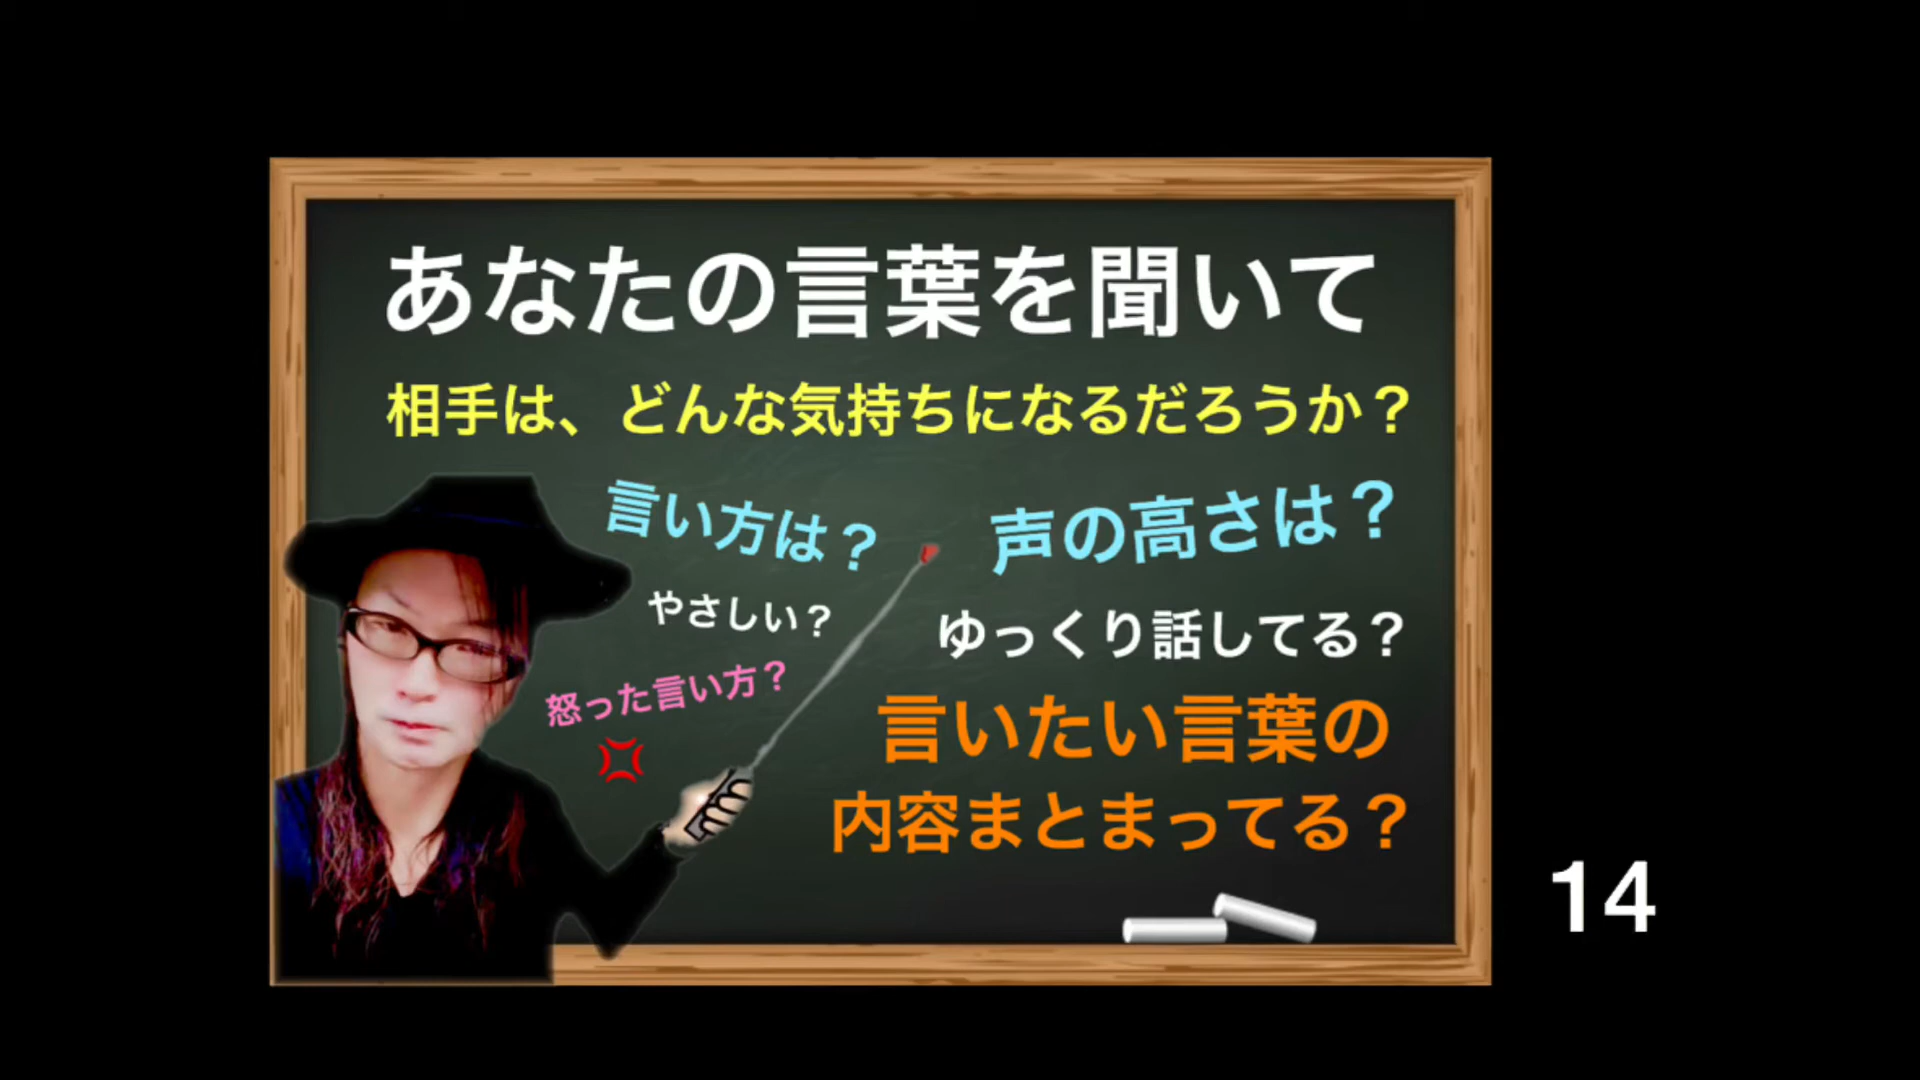 あなたの言葉を聞いて
相手は、どんな気持ちになるだろうか？
言い方は？
声の高さは？
やさしい？
ゆっくり話してる？
怒った言い方？
言いたい言葉の
内容まとまってる？
14